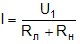 I = U₁ / (Rл + Rн)